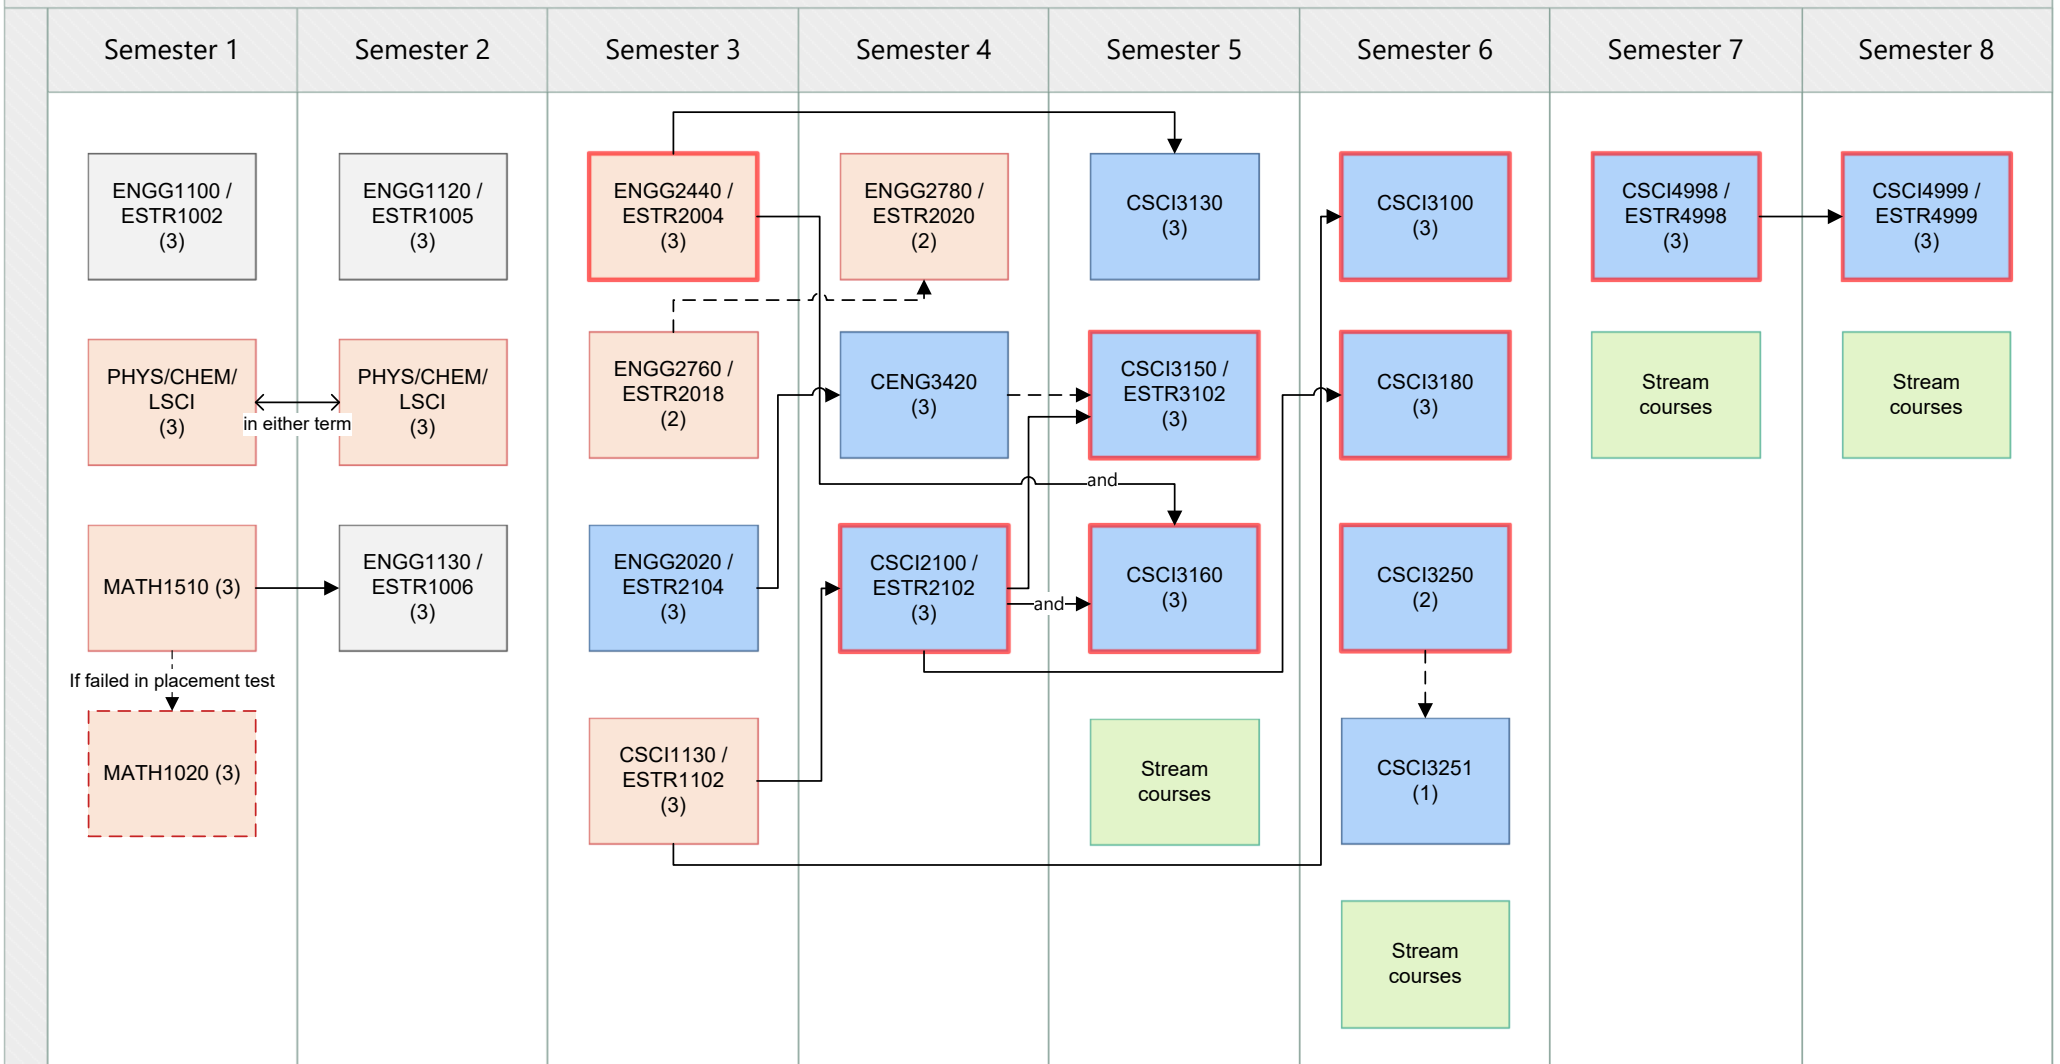 Semester 1
Semester 2
Semester 3
Semester 4
Semester 5
Semester 6
Semester 7
Semester 8
ENGG1100 /
ESTR1002
(3)
PHYS/CHEM/
LSCI
(3)
in either term
MATH1510 (3)
If failed in placement test
MATH1020 (3)
ENGG1120 /
ESTR1005
(3)
PHYS/CHEM/
LSCI
(3)
ENGG1130 /
ESTR1006
(3)
ENGG2440 /
ESTR2004
(3)
ENGG2760 /
ESTR2018
(2)
ENGG2020 /
ESTR2104
(3)
CSCI1130 /
ESTR1102
(3)
ENGG2780 /
ESTR2020
(2)
CENG3420
(3)
CSCI2100 /
ESTR2102
(3)
and
and
CSCI3130
(3)
CSCI3150 /
ESTR3102
(3)
CSCI3160
(3)
Stream
courses
CSCI3100
(3)
CSCI3180
(3)
CSCI3250
(2)
CSCI3251
(1)
Stream
courses
CSCI4998 /
ESTR4998
(3)
Stream
courses
CSCI4999 /
ESTR4999
(3)
Stream
courses